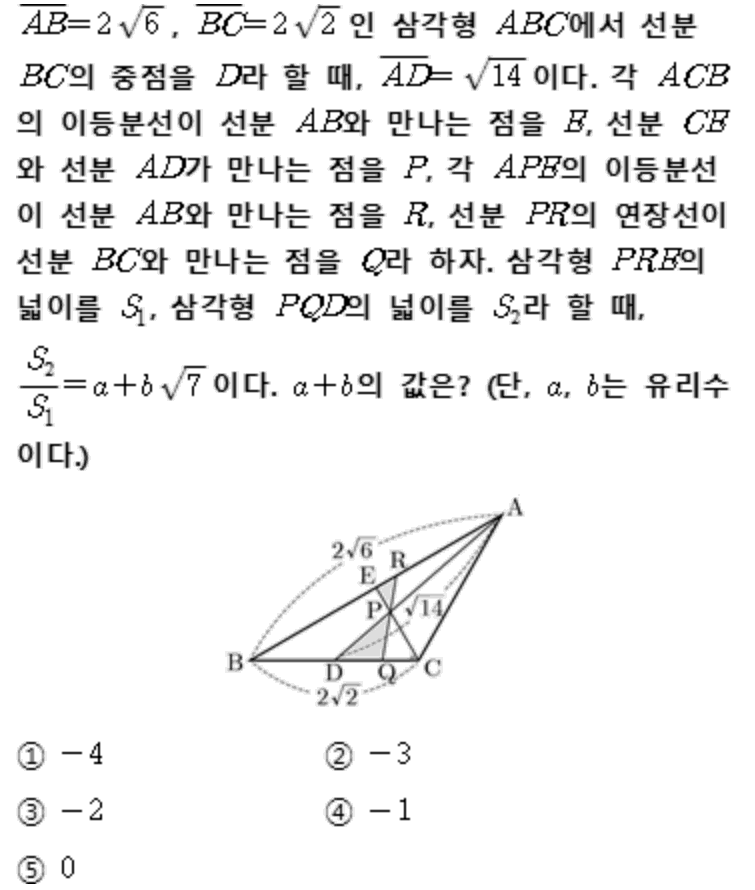 AB=2√6, BC=2√2 인 삼각형 ABC에서 선분
BC의 중점을 D라 할 때, AD=√14이다. 각 ACB
의 이등분선이 선분 AB와 만나는 점을 E, 선분 CE
와 선분 AD가 만나는 점을 P, 각 APE의 이등분선
이 선분 AB와 만나는 점을 R, 선분 PR의 연장선이
선분 BC와 만나는 점을 Q라 하자. 삼각형 PRE의
넓이를 S₁, 삼각형 PQD의 넓이를 S₂라 할 때,
S₂/S₁=a+b√7이다. a+b의 값은? (단, a, b는 유리수
이다.)
A
2√6
R
E
P
√14
B
D
Q
C
2√2
① -4
② -3
③ -2
④ -1
⑤ 0